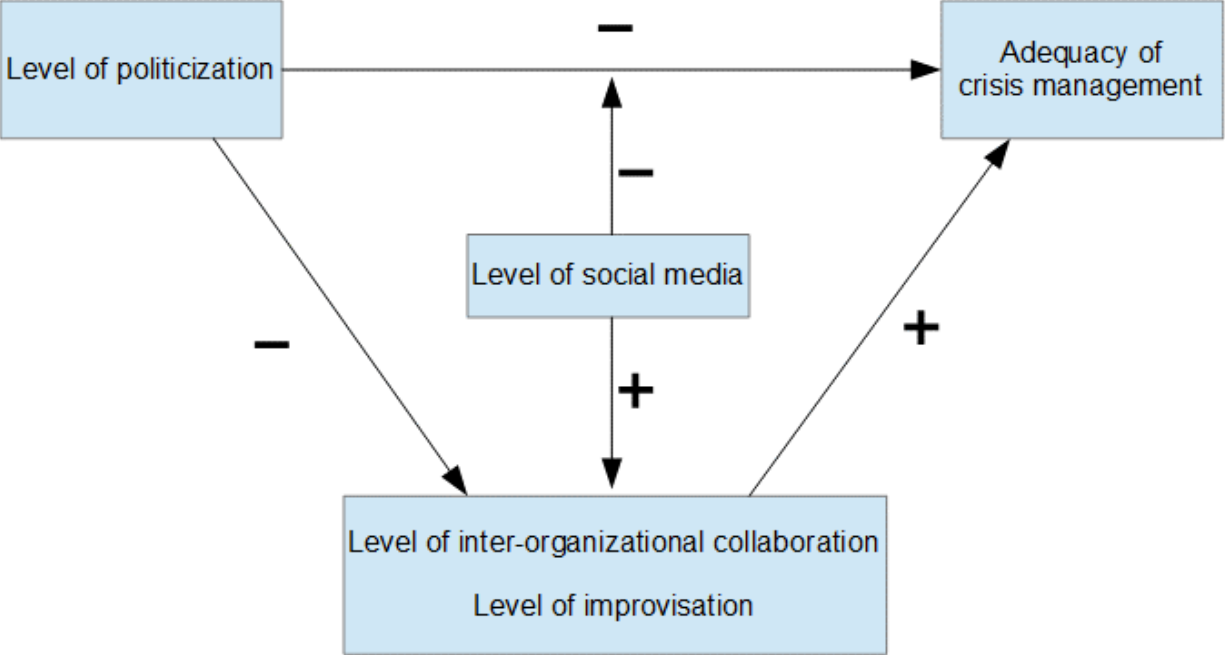 −
Level of politicization
Adequacy of
crisis management
−
Level of social media
−
+
+
Level of inter-organizational collaboration
Level of improvisation